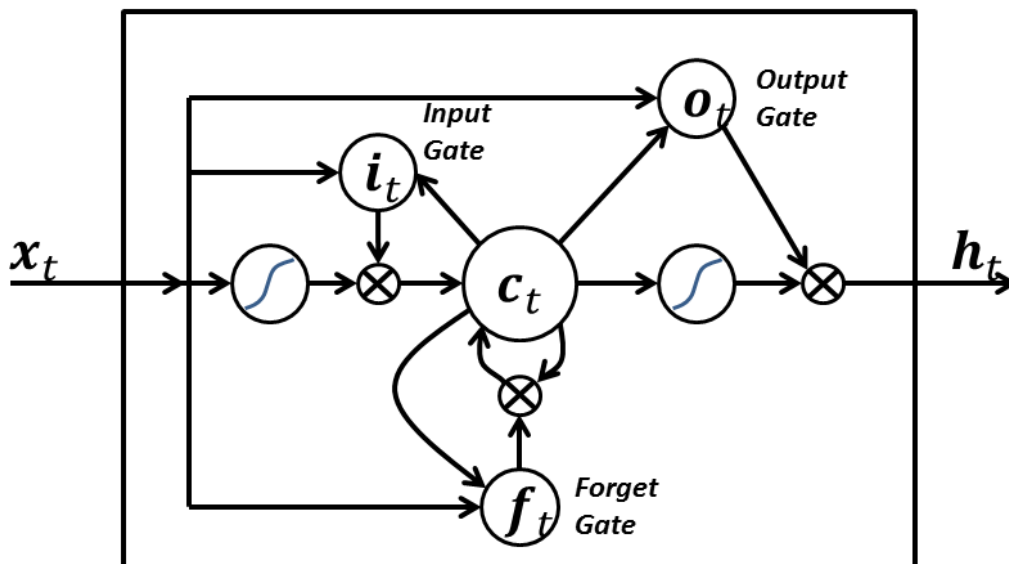 Output
Gate
o_t
Input
Gate
i_t
x_t
c_t
h_t
f_t
Forget
Gate